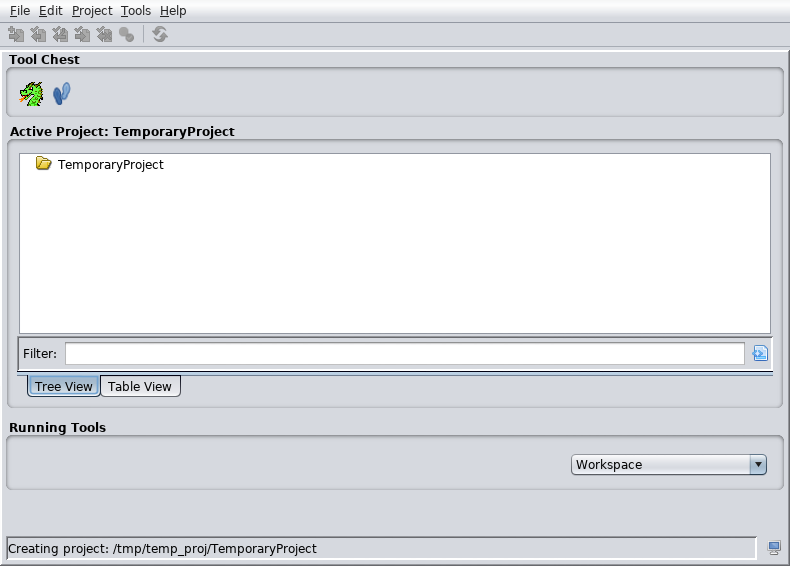 File Edit Project Tools Help
Tool Chest
Active Project: TemporaryProject
TemporaryProject
Filter:
Tree View Table View
Running Tools
Workspace
Creating project: /tmp/temp_proj/TemporaryProject